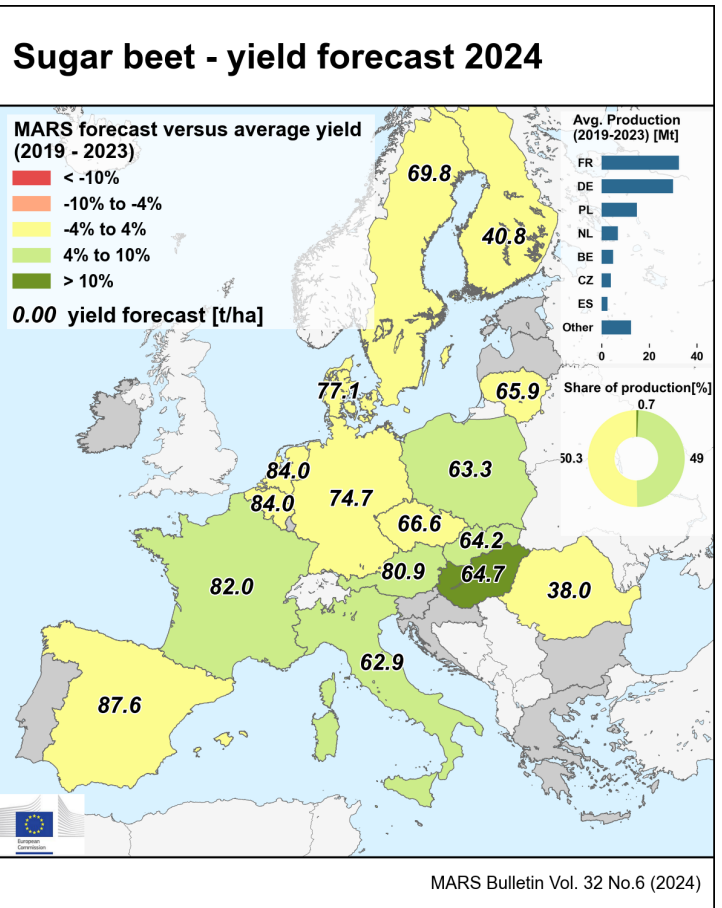 Sugar beet - yield forecast 2024
MARS forecast versus average yield
(2019 - 2023)
< -10%
-10% to -4%
-4% to 4%
4% to 10%
> 10%
0.00 yield forecast [t/ha]
Avg. Production
(2019-2023) [Mt]
FR
DE
PL
NL
BE
CZ
ES
Other
0 20 40
Share of production[%]
0.7
50.3
49
69.8
40.8
77.1
65.9
84.0
84.0
74.7
63.3
66.6
64.2
80.9
64.7
82.0
38.0
62.9
87.6
European
Commission
MARS Bulletin Vol. 32 No.6 (2024)